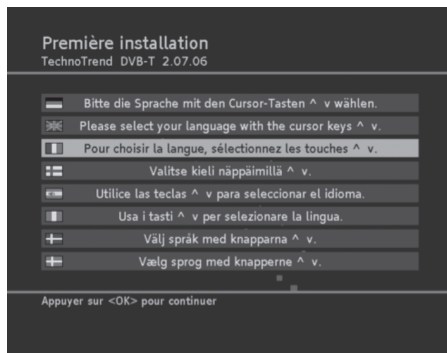 Première installation
TechnoTrend DVB-T 2.07.06
Bitte die Sprache mit den Cursor-Tasten ^ v wählen.
Please select your language with the cursor keys ^ v.
Pour choisir la langue, sélectionnez les touches ^ v.
Valitse kieli näppäimillä ^ v.
Utilice las teclas ^ v para seleccionar el idioma.
Usa i tasti ^ v per selezionare la lingua.
Välj språk med knapparna ^ v.
Vælg sprog med knapperne ^ v.
Appuyer sur <OK> pour continuer